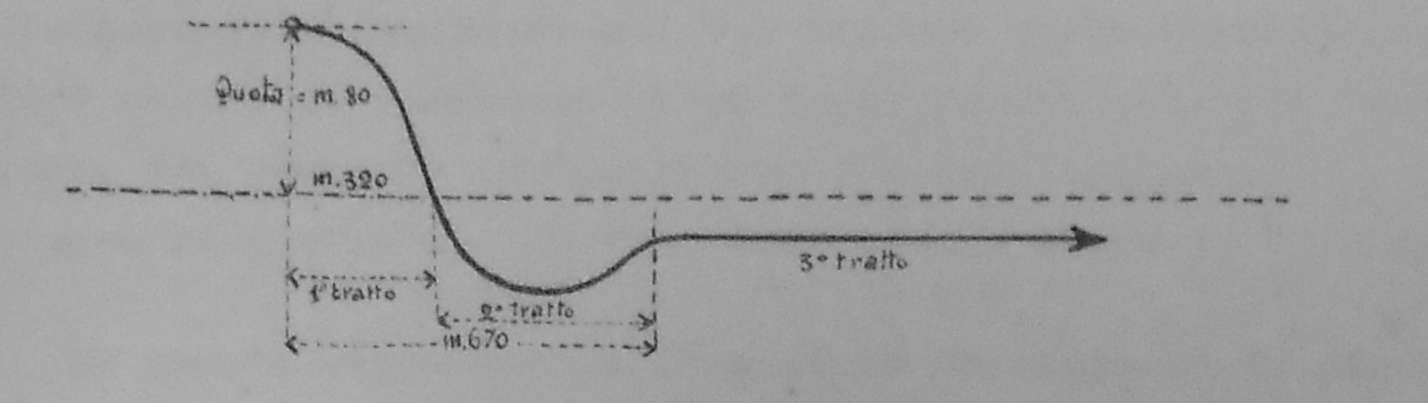 Quota = m. 80
m. 320
1° tratto
3° tratto
2° tratto
m. 670